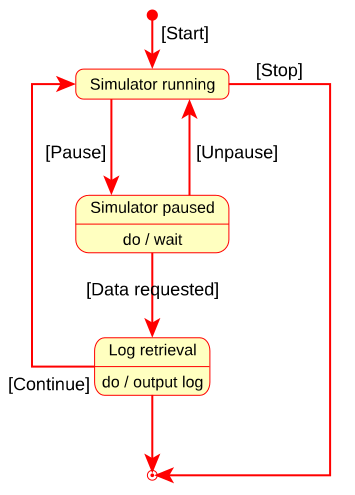 [Start]
[Stop]
Simulator running
[Pause]
[Unpause]
Simulator paused
do / wait
[Data requested]
Log retrieval
[Continue]
do / output log